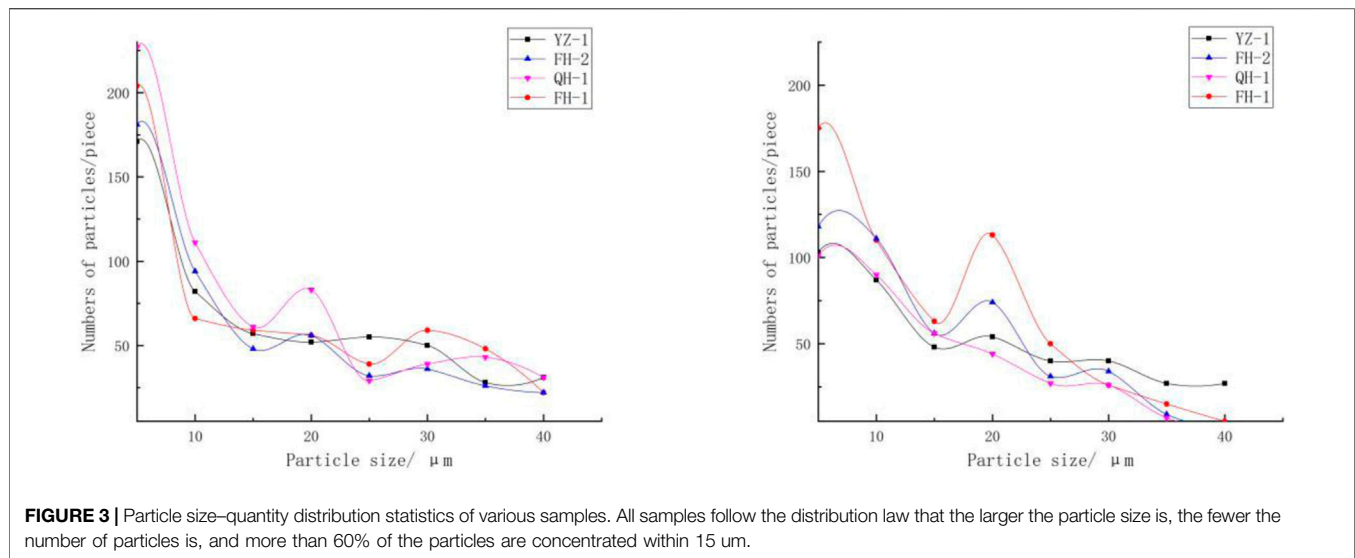 YZ-1
FH-2
QH-1
FH-1
Numbers of particles/piece
200
150
100
50
10
20
30
40
Particle size/ μm
YZ-1
FH-2
QH-1
FH-1
Numbers of particles/piece
200
150
100
50
10
20
30
40
Particle size/ μm
FIGURE 3 | Particle size–quantity distribution statistics of various samples. All samples follow the distribution law that the larger the particle size is, the fewer the
number of particles is, and more than 60% of the particles are concentrated within 15 um.